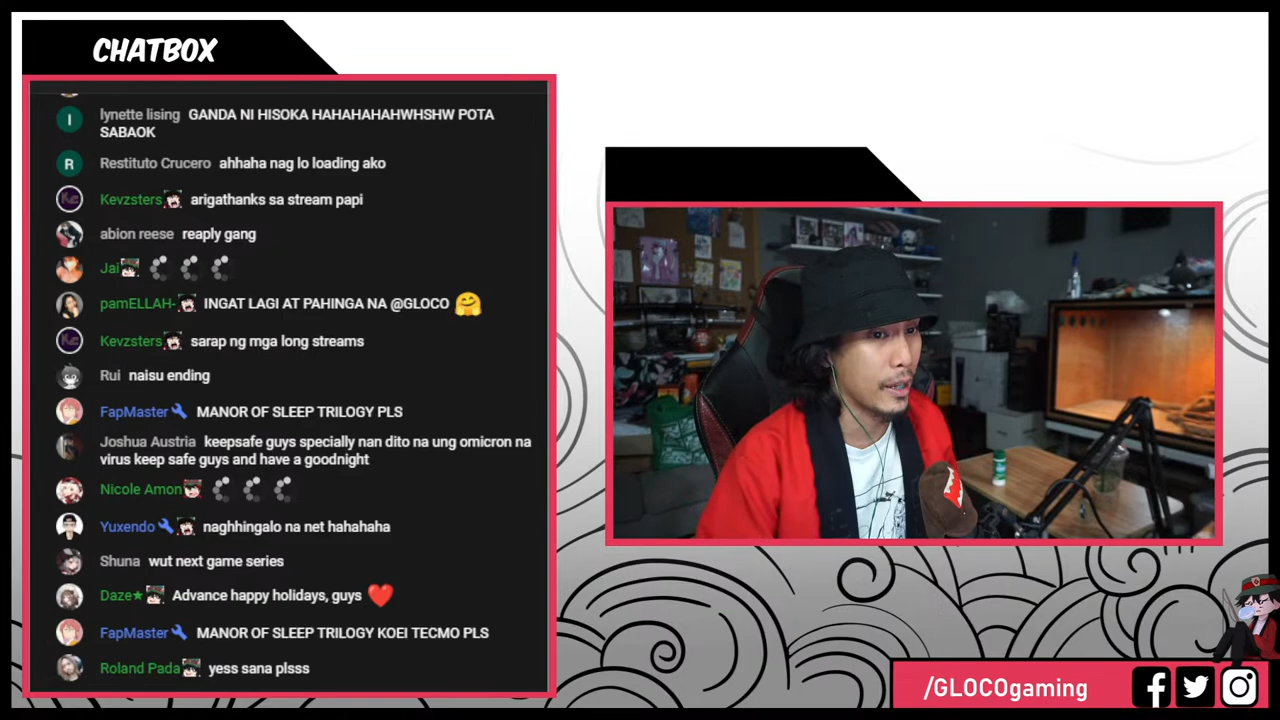 CHATBOX
lynette lising GANDA NI HISOKA HAHAHAHAHWHSHW POTA
SABAOK
Restituto Crucero ahhaha nag lo loading ako
Kevzsters arigathanks sa stream papi
abion reese reaply gang
Jai
pamELLAH- INGAT LAGI AT PAHINGA NA @GLOCO
Kevzsters sarap ng mga long streams
Rui naisu ending
FapMaster MANOR OF SLEEP TRILOGY PLS
Joshua Austria keepsafe guys specially nan dito na ung omicron na
virus keep safe guys and have a goodnight
Nicole Amon
Yuxendo naghhingalo na net hahahaha
Shuna wut next game series
Daze★ Advance happy holidays, guys
FapMaster MANOR OF SLEEP TRILOGY KOEI TECMO PLS
Roland Pada yess sana plsss
/GLOCOgaming